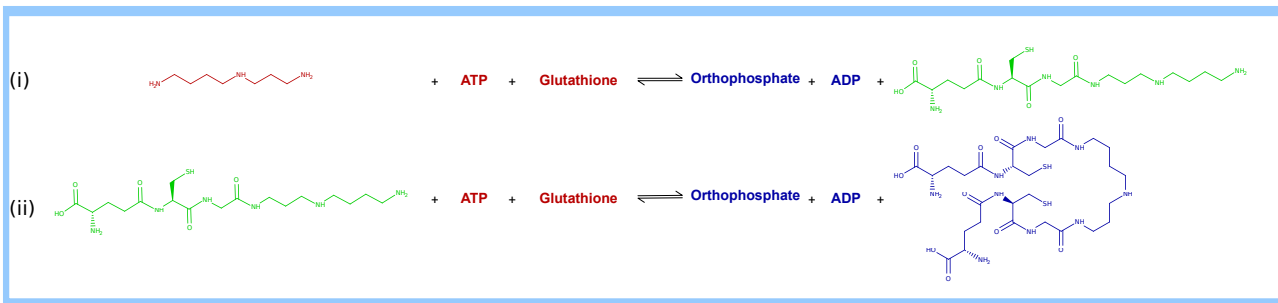 (i) H₂N NH NH₂ + ATP + Glutathione ⇌ Orthophosphate + ADP +
SH
O O O NH₂
NH NH NH
HO NH O
NH₂
(ii) + ATP + Glutathione ⇌ Orthophosphate + ADP +
SH
O O O NH₂
NH NH NH NH
HO O
NH₂
O
O NH NH
O O SH
NH
HO NH₂
O NH SH NH
O NH NH
O
HO
NH₂
O